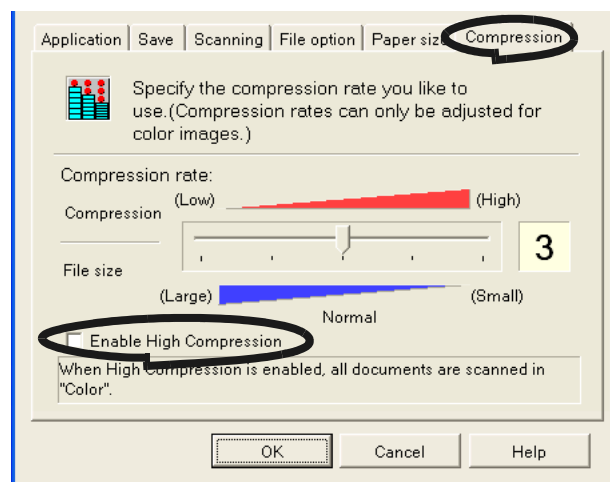 Application Save Scanning File option Paper size Compression
Specify the compression rate you like to
use.(Compression rates can only be adjusted for
color images.)
Compression rate:
(Low) (High)
Compression
3
File size
(Large) (Small)
Normal
Enable High Compression
When High Compression is enabled, all documents are scanned in
"Color".
OK Cancel Help